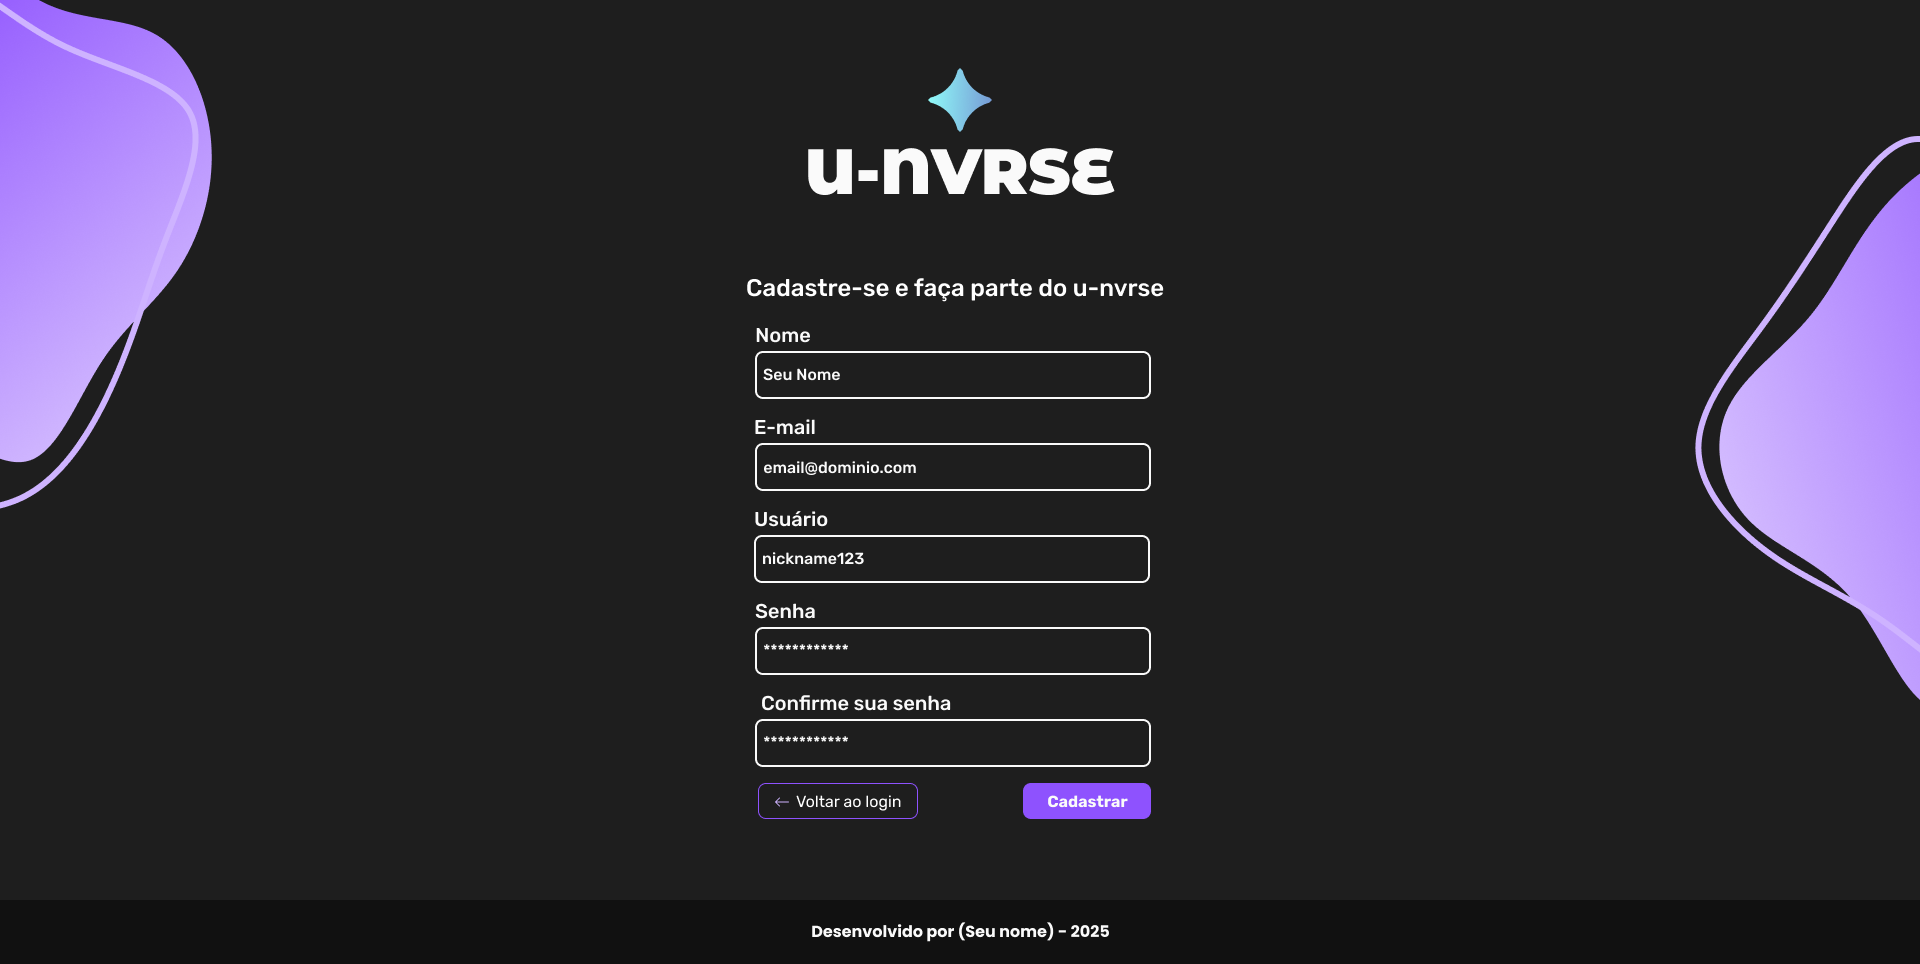 u-nvrse
Cadastre-se e faça parte do u-nvrse
Nome
Seu Nome
E-mail
email@dominio.com
Usuário
nickname123
Senha
************
Confirme sua senha
************
← Voltar ao login
Cadastrar
Desenvolvido por (Seu nome) - 2025